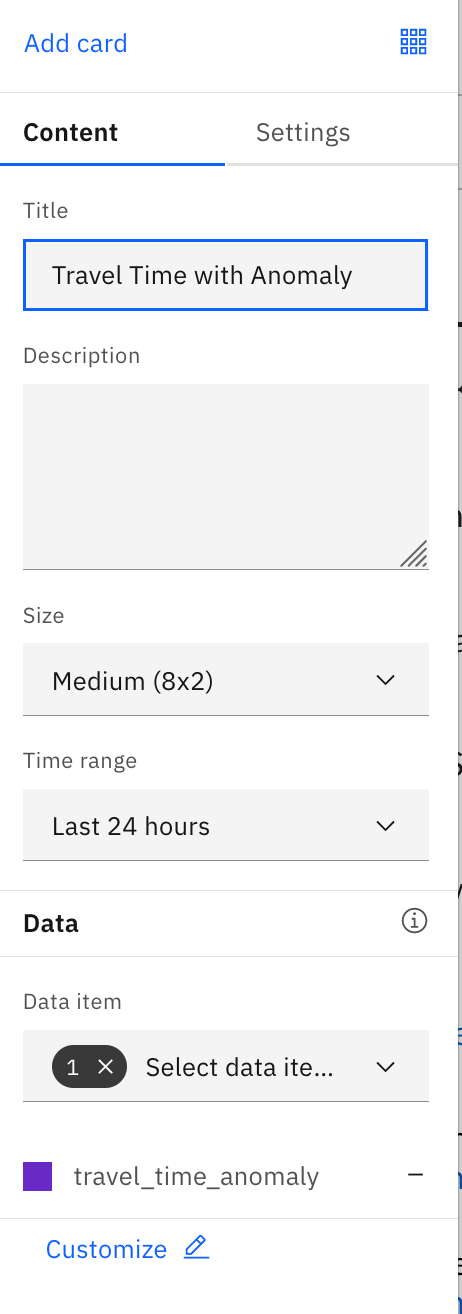 Add card
Content Settings
Title
Travel Time with Anomaly
Description
Size
Medium (8x2)
Time range
Last 24 hours
Data
Data item
1 Select data ite...
travel_time_anomaly
Customize